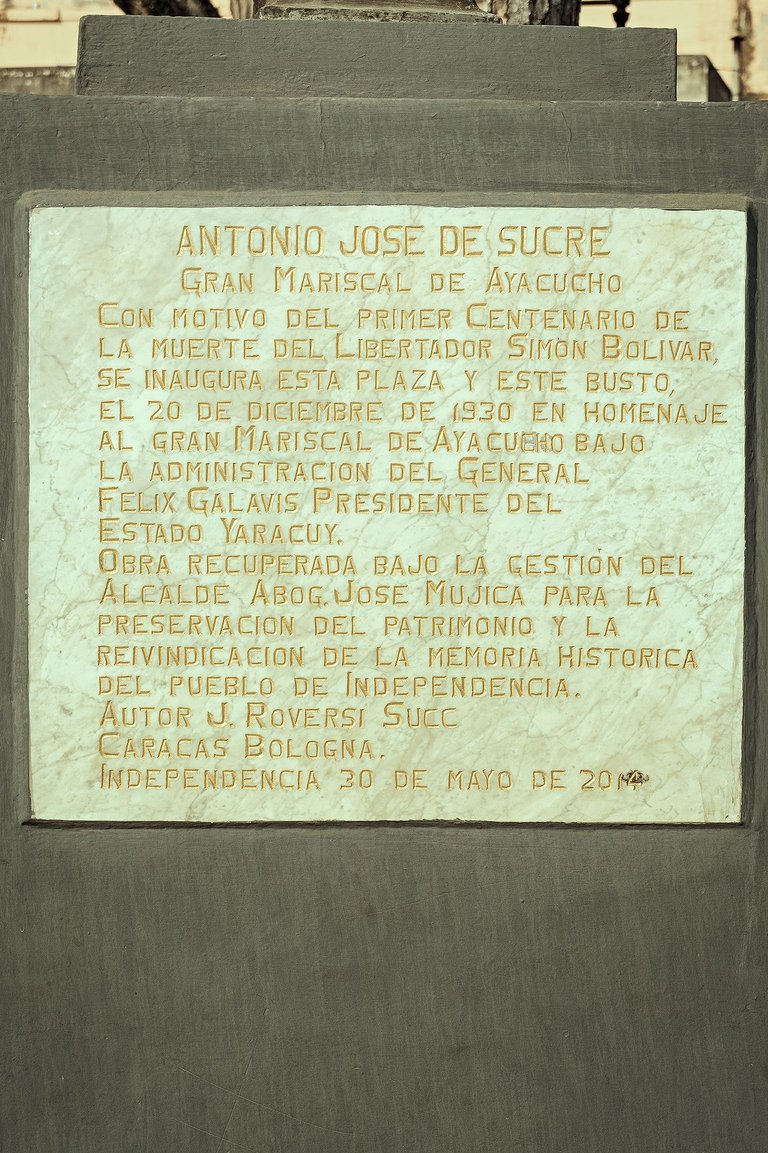 ANTONIO JOSE DE SUCRE
GRAN MARISCAL DE AYACUCHO
CON MOTIVO DEL PRIMER CENTENARIO DE
LA MUERTE DEL LIBERTADOR SIMÒN BOLIVAR,
SE INAUGURA ESTA PLAZA Y ESTE BUSTO,
EL 20 DE DICIEMBRE DE 1930 EN HOMENAJE
AL GRAN MARISCAL DE AYACUCHO BAJO
LA ADMINISTRACION DEL GENERAL
FELIX GALAVIS PRESIDENTE DEL
ESTADO YARACUY.
OBRA RECUPERADA BAJO LA GESTIÓN DEL
ALCALDE ABOG. JOSE MUJICA PARA LA
PRESERVACION DEL PATRIMONIO Y LA
REIVINDICACION DE LA MEMORIA HISTORICA
DEL PUEBLO DE INDEPENDENCIA.
AUTOR J. ROVERSI SUCC
CARACAS BOLOGNA.
INDEPENDENCIA 30 DE MAYO DE